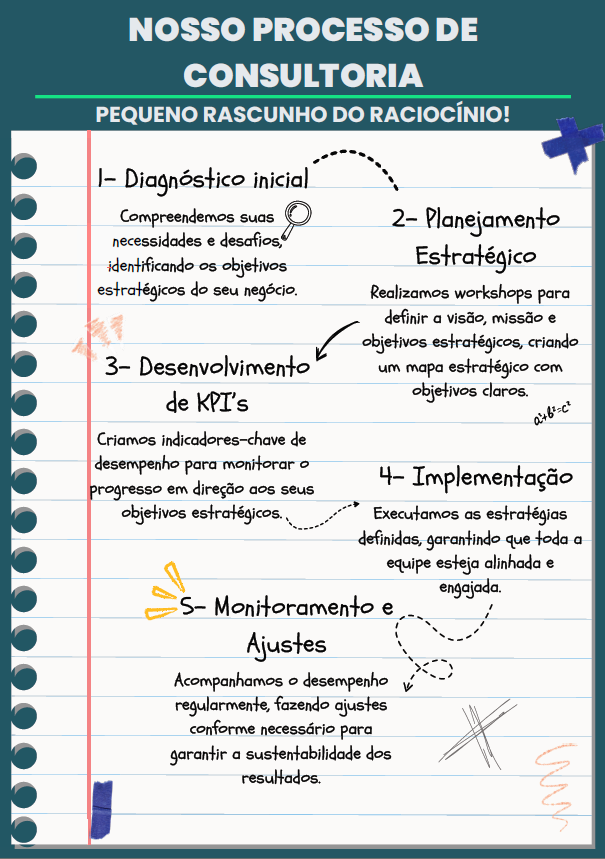 NOSSO PROCESSO DE
CONSULTORIA
PEQUENO RASCUNHO DO RACIOCÍNIO!
1- Diagnóstico inicial
Compreendemos suas
necessidades e desafios,
identificando os objetivos
estratégicos do seu negócio.
2- Planejamento
Estratégico
Realizamos workshops para
definir a visão, missão e
objetivos estratégicos, criando
um mapa estratégico com
objetivos claros.
a²+b²=c²
3- Desenvolvimento
de KPI's
Criamos indicadores-chave de
desempenho para monitorar o
progresso em direção aos seus
objetivos estratégicos.
4- Implementação
Executamos as estratégias
definidas, garantindo que toda a
equipe esteja alinhada e
engajada.
5- Monitoramento e
Ajustes
Acompanhamos o desempenho
regularmente, fazendo ajustes
conforme necessário para
garantir a sustentabilidade dos
resultados.